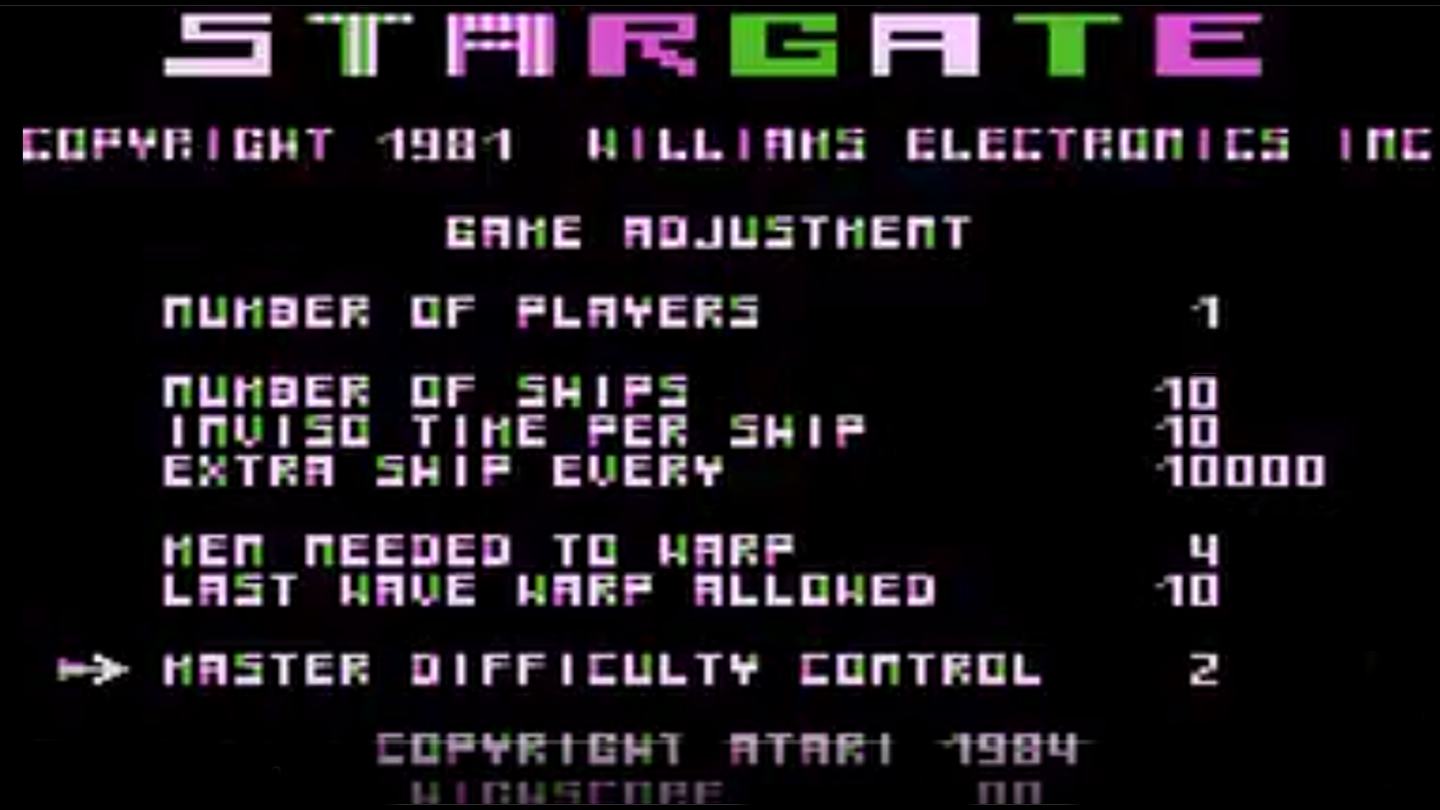 STARGATE
COPYRIGHT 1981 WILLIAMS ELECTRONICS INC
GAME ADJUSTMENT
NUMBER OF PLAYERS 1
NUMBER OF SHIPS 10
INVISO TIME PER SHIP 10
EXTRA SHIP EVERY 10000
MEN NEEDED TO WARP 4
LAST WAVE WARP ALLOWED 10
MASTER DIFFICULTY CONTROL 2
COPYRIGHT ATARI 1984
HIGHSCORE 00